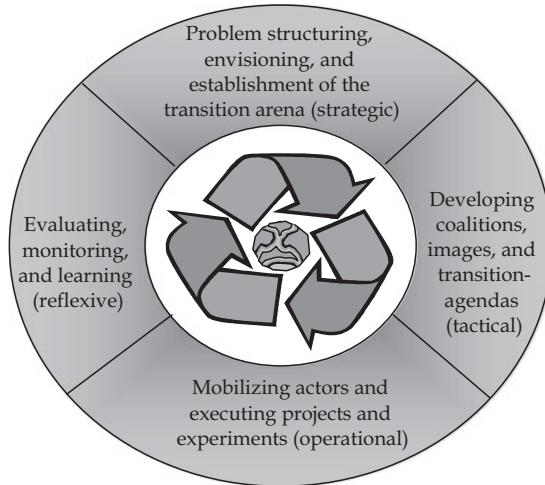 Problem structuring,
envisioning, and
establishment of the
transition arena (strategic)
Developing
coalitions,
images, and
transition-
agendas
(tactical)
Mobilizing actors and
executing projects and
experiments (operational)
Evaluating,
monitoring,
and learning
(reflexive)